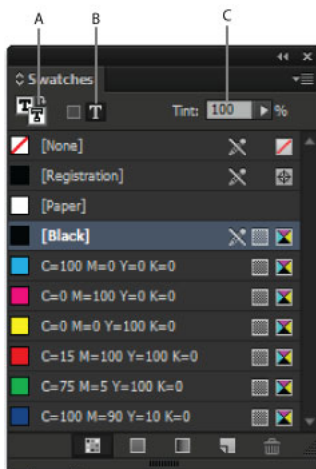 A B C
Swatches
T T T Tint: 100 %
[None]
[Registration]
[Paper]
[Black]
C=100 M=0 Y=0 K=0
C=0 M=100 Y=0 K=0
C=0 M=0 Y=100 K=0
C=15 M=100 Y=100 K=0
C=75 M=5 Y=100 K=0
C=100 M=90 Y=10 K=0